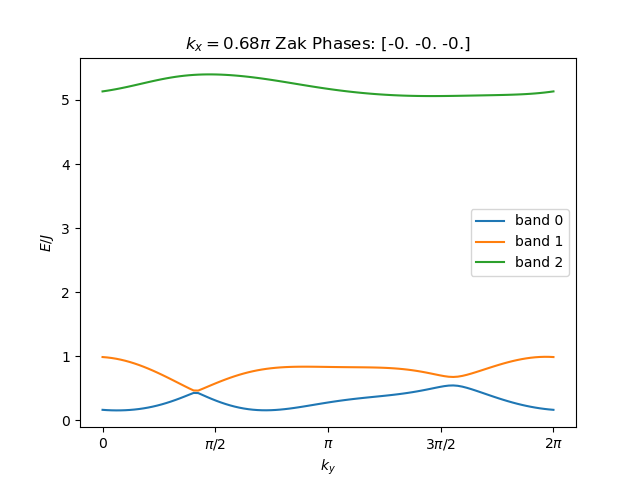 k_x = 0.68π Zak Phases: [-0. -0. -0.]
5
4
3
2
1
0
E/J
band 0
band 1
band 2
0
π/2
π
3π/2
2π
k_y